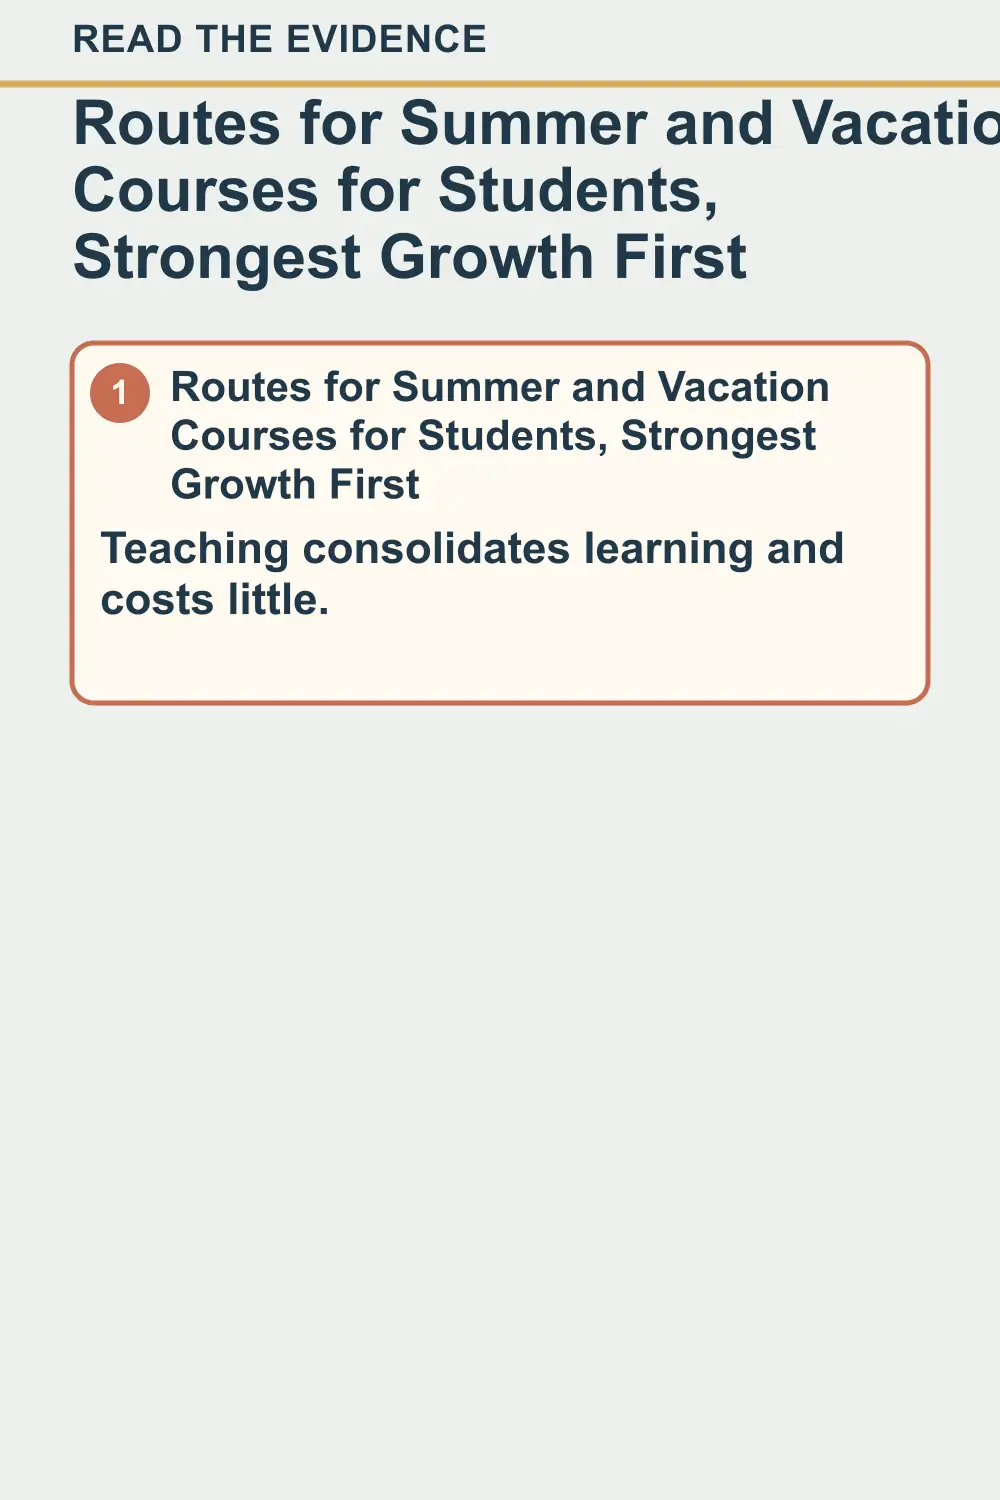 READ THE EVIDENCE
Routes for Summer and Vacatio
Courses for Students,
Strongest Growth First
1
Routes for Summer and Vacation
Courses for Students, Strongest
Growth First
Teaching consolidates learning and
costs little.